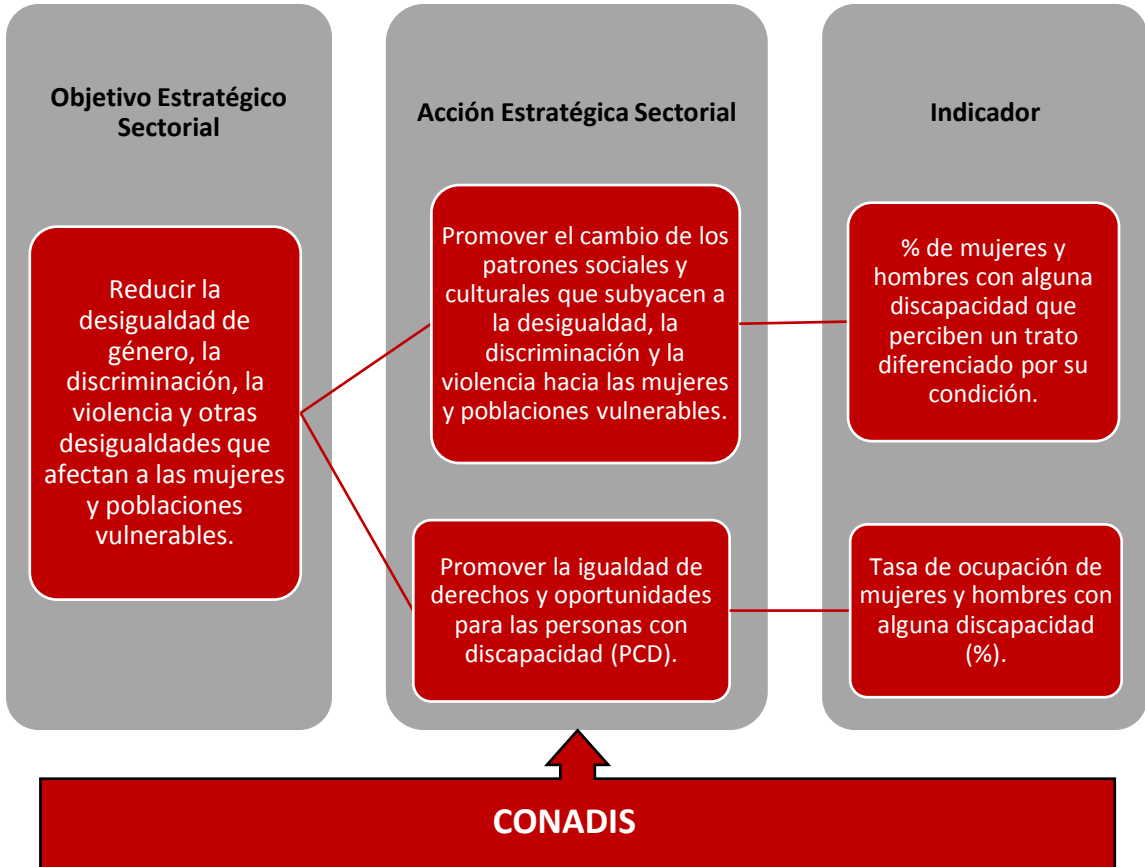 Objetivo Estratégico
Sectorial
Reducir la
desigualdad de
género, la
discriminación, la
violencia y otras
desigualdades que
afectan a las mujeres
y poblaciones
vulnerables.
Acción Estratégica Sectorial
Promover el cambio de los
patrones sociales y
culturales que subyacen a
la desigualdad, la
discriminación y la
violencia hacia las mujeres
y poblaciones vulnerables.
Promover la igualdad de
derechos y oportunidades
para las personas con
discapacidad (PCD).
Indicador
% de mujeres y
hombres con alguna
discapacidad que
perciben un trato
diferenciado por su
condición.
Tasa de ocupación de
mujeres y hombres con
alguna discapacidad
(%).
CONADIS